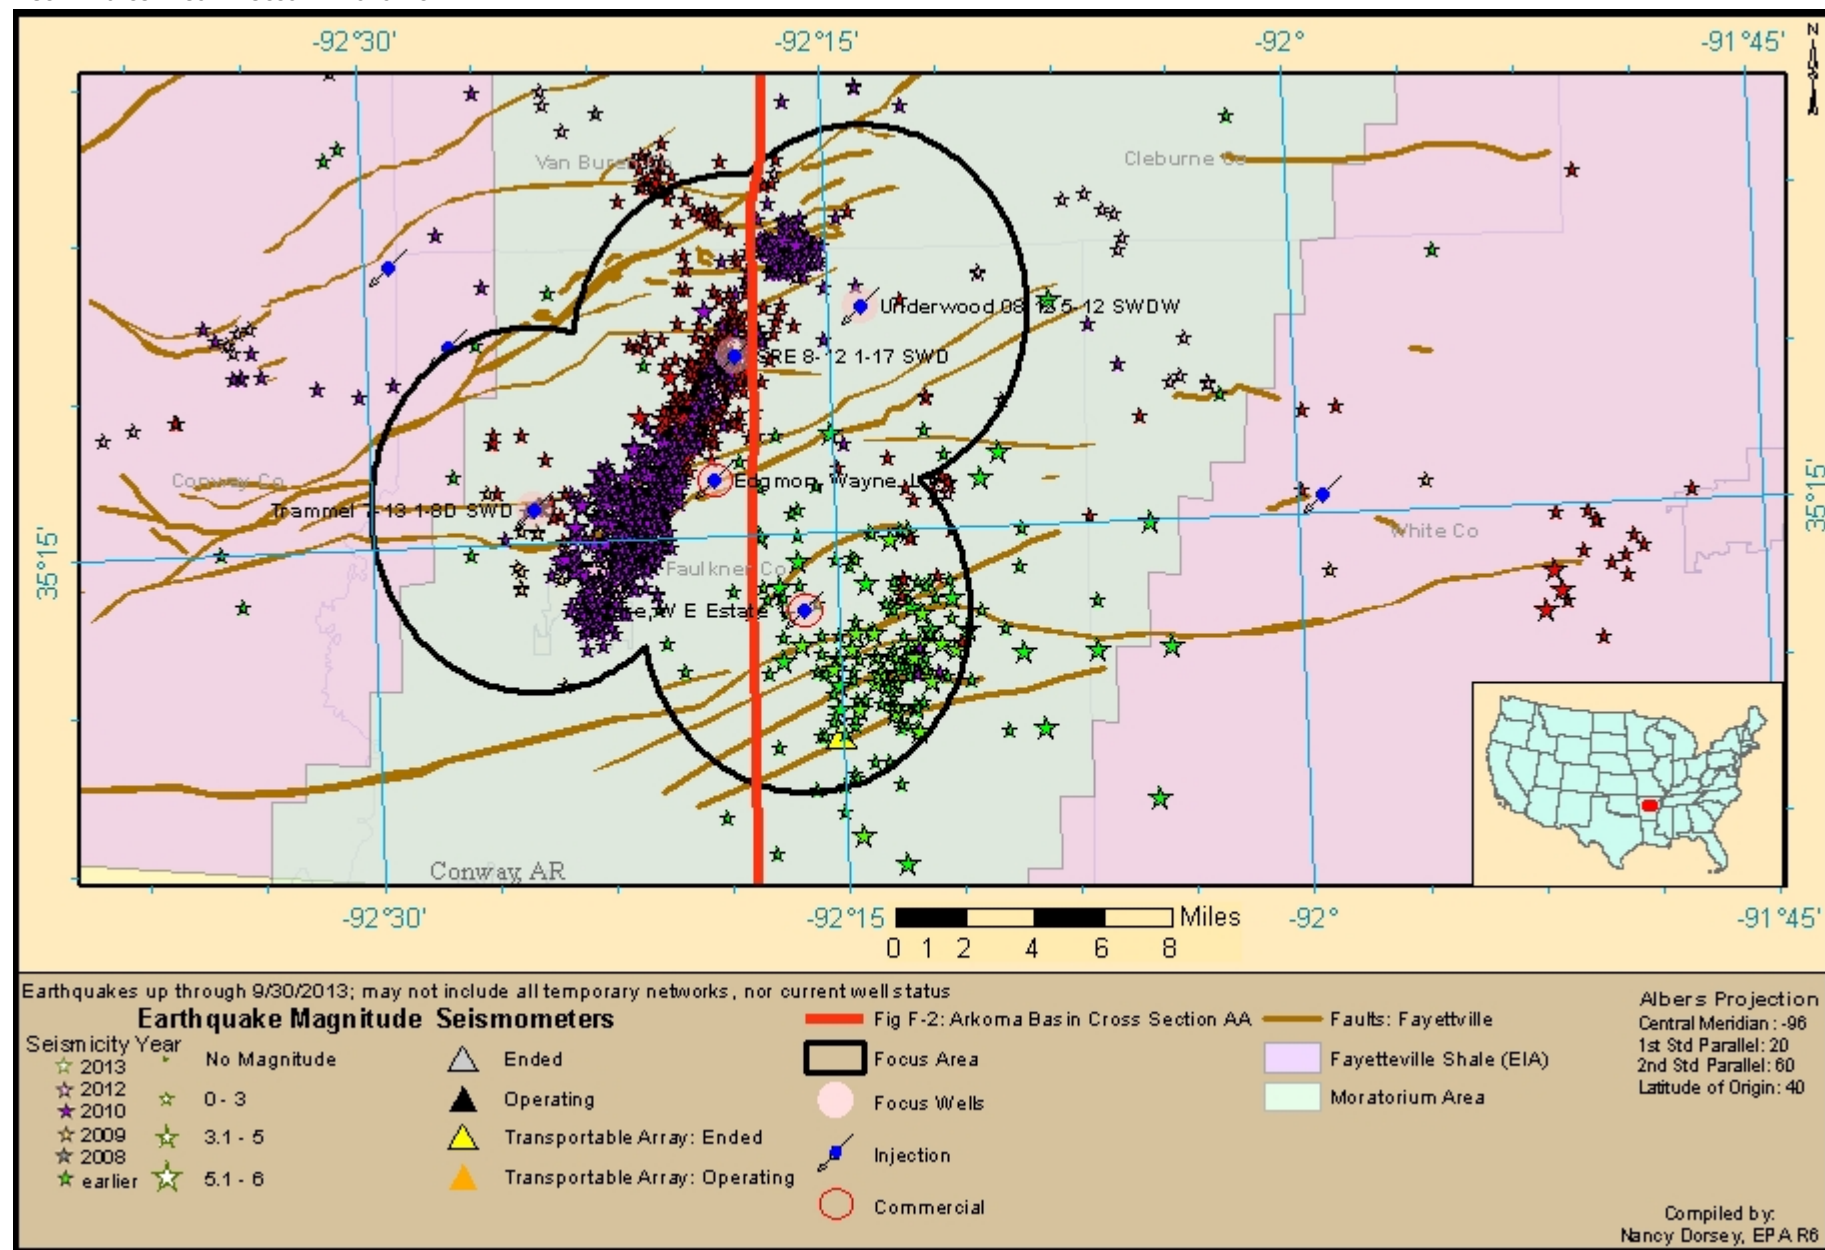 -92°30' -92°15' -92° -91°45'
N
Cleburne Co
Underwood 08-12 5-12 SWDW
SRE 8-12 1-17 SWD
Conway Co
Edgmon, Wayne,
Trammel 7-13 1-8D SWD
35°15'
White Co
35°15'
Faulkner Co
W E Estate
Conway, AR
-92°30' -92°15 -92° -91°45'
Miles
0 1 2 4 6 8
Earthquakes up through 9/30/2013; may not include all temporary networks, nor current well status
Earthquake Magnitude Seismometers
Seismicity Year
2013
2012
2010
2009
2008
earlier
No Magnitude
0 - 3
3.1 - 5
5.1 - 6
Ended
Operating
Transportable Array: Ended
Transportable Array: Operating
Fig F-2: Arkoma Basin Cross Section AA
Focus Area
Focus Wells
Injection
Commercial
Faults: Fayettville
Fayetteville Shale (EIA)
Moratorium Area
Albers Projection
Central Meridian: -96
1st Std Parallel: 20
2nd Std Parallel: 60
Latitude of Origin: 40
Compiled by:
Nancy Dorsey, EPA R6